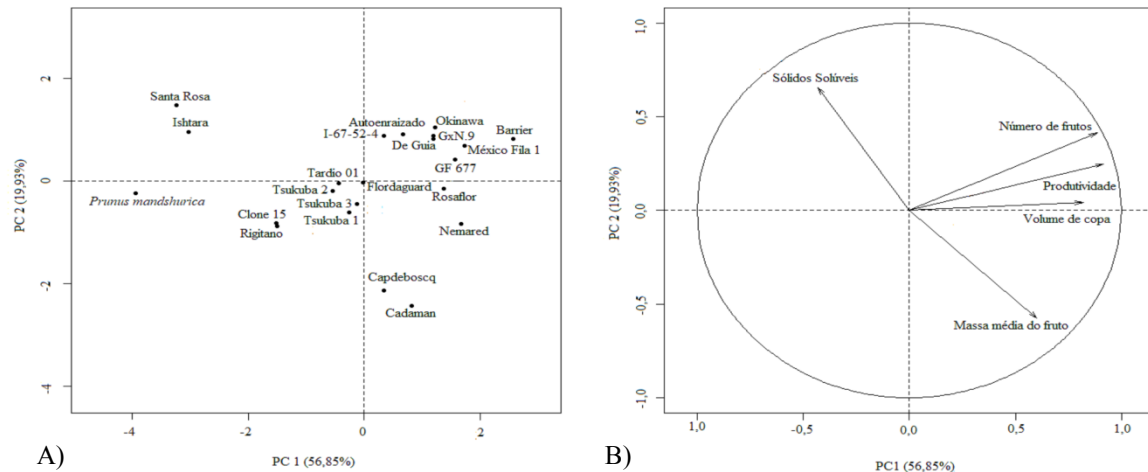 Santa Rosa
Ishtara
Prunus mandshurica
Clone 15
Rigitano
Tardio 01
Tsukuba 2
Tsukuba 3
Tsukuba 1
Flordaguard
I-67-52-4
Autoenraizado
Okinawa
De Guia
GxN.9
Barrier
México Fila 1
GF 677
Rosaflor
Nemared
Capdeboscq
Cadaman
PC 2 (19,93%)
2
0
-2
-4
-4
-2
0
2
PC 1 (56,85%)
A)
Sólidos Solúveis
Número de frutos
Produtividade
Volume de copa
Massa média do fruto
PC 2 (19,93%)
1,0
0,5
0,0
-0,5
-1,0
1,0
-0,5
0,0
0,5
1,0
PC1 (56,85%)
B)